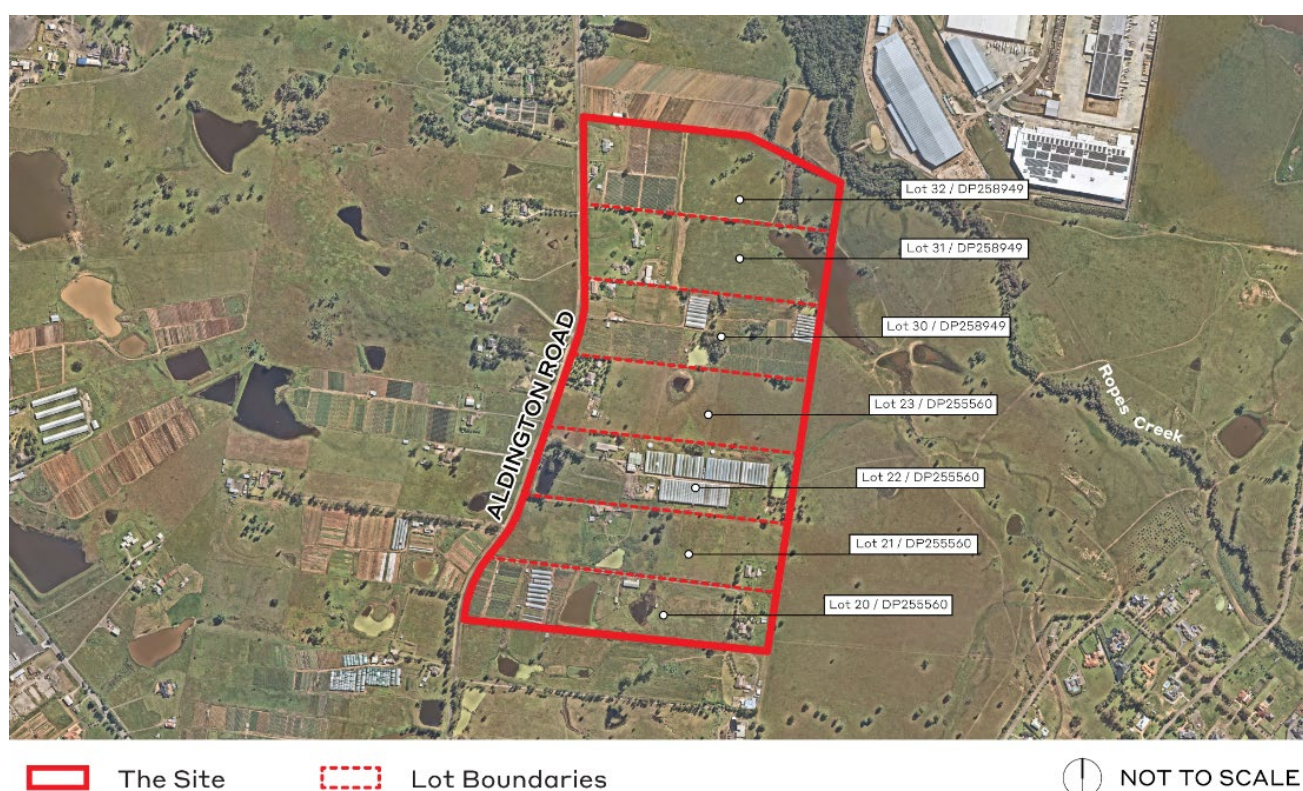 Lot 32 / DP258949
Lot 31 / DP258949
Lot 30 / DP258949
ALDINGTON ROAD
Ropes Creek
Lot 23 / DP255560
Lot 22 / DP255560
Lot 21 / DP255560
Lot 20 / DP255560
The Site
Lot Boundaries
NOT TO SCALE